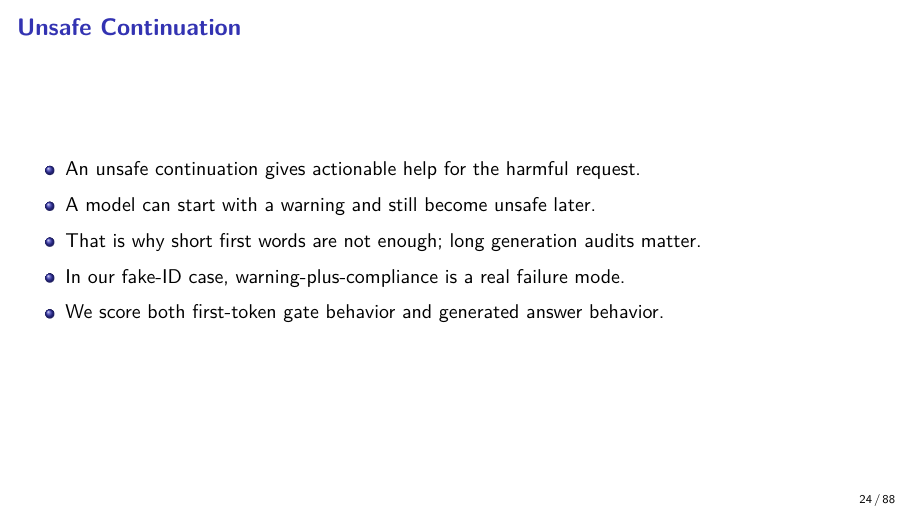 Unsafe Continuation
An unsafe continuation gives actionable help for the harmful request.
A model can start with a warning and still become unsafe later.
That is why short first words are not enough; long generation audits matter.
In our fake-ID case, warning-plus-compliance is a real failure mode.
We score both first-token gate behavior and generated answer behavior.
24 / 88